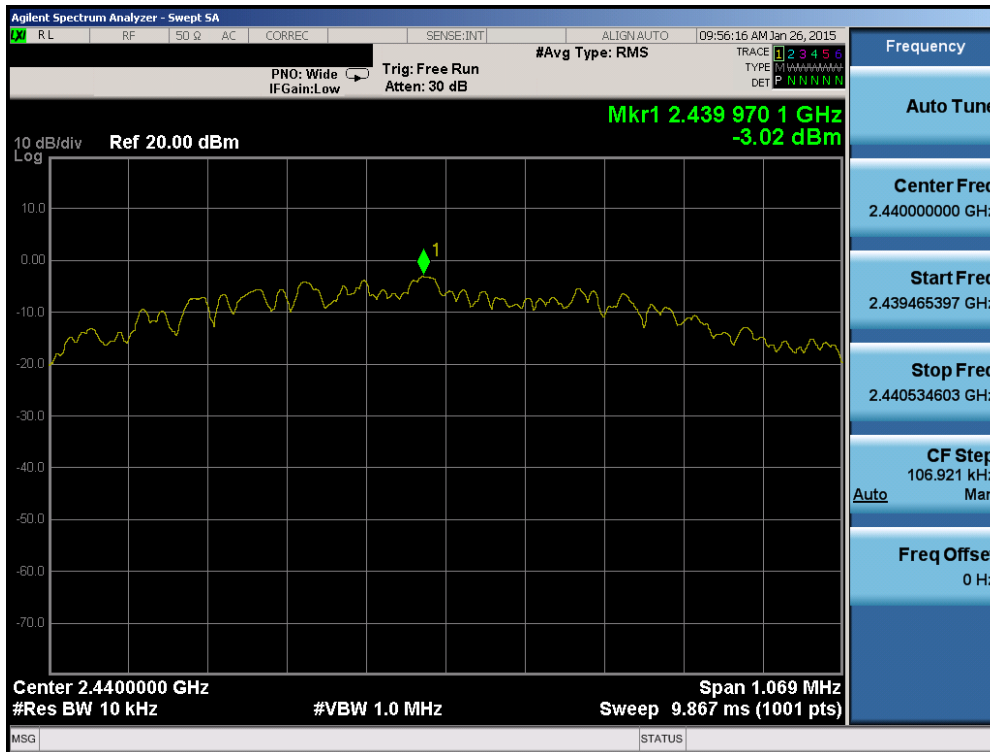 Agilent Spectrum Analyzer - Swept SA
LXI RL RF 50 Ω AC CORREC SENSE:INT ALIGN AUTO 09:56:16 AM Jan 26, 2015
#Avg Type: RMS TRACE 1 2 3 4 5 6
PNO: Wide Trig: Free Run TYPE M
IFGain:Low Atten: 30 dB DET P N N N N N
Mkr1 2.439 970 1 GHz
-3.02 dBm
10 dB/div Ref 20.00 dBm
Log
10.0
1
0.00
-10.0
-20.0
-30.0
-40.0
-50.0
-60.0
-70.0
Center 2.4400000 GHz Span 1.069 MHz
#Res BW 10 kHz #VBW 1.0 MHz Sweep 9.867 ms (1001 pts)
MSG STATUS
Frequency
Auto Tune
Center Freq
2.440000000 GHz
Start Freq
2.439465397 GHz
Stop Freq
2.440534603 GHz
CF Step
106.921 kHz
Auto Man
Freq Offset
0 Hz